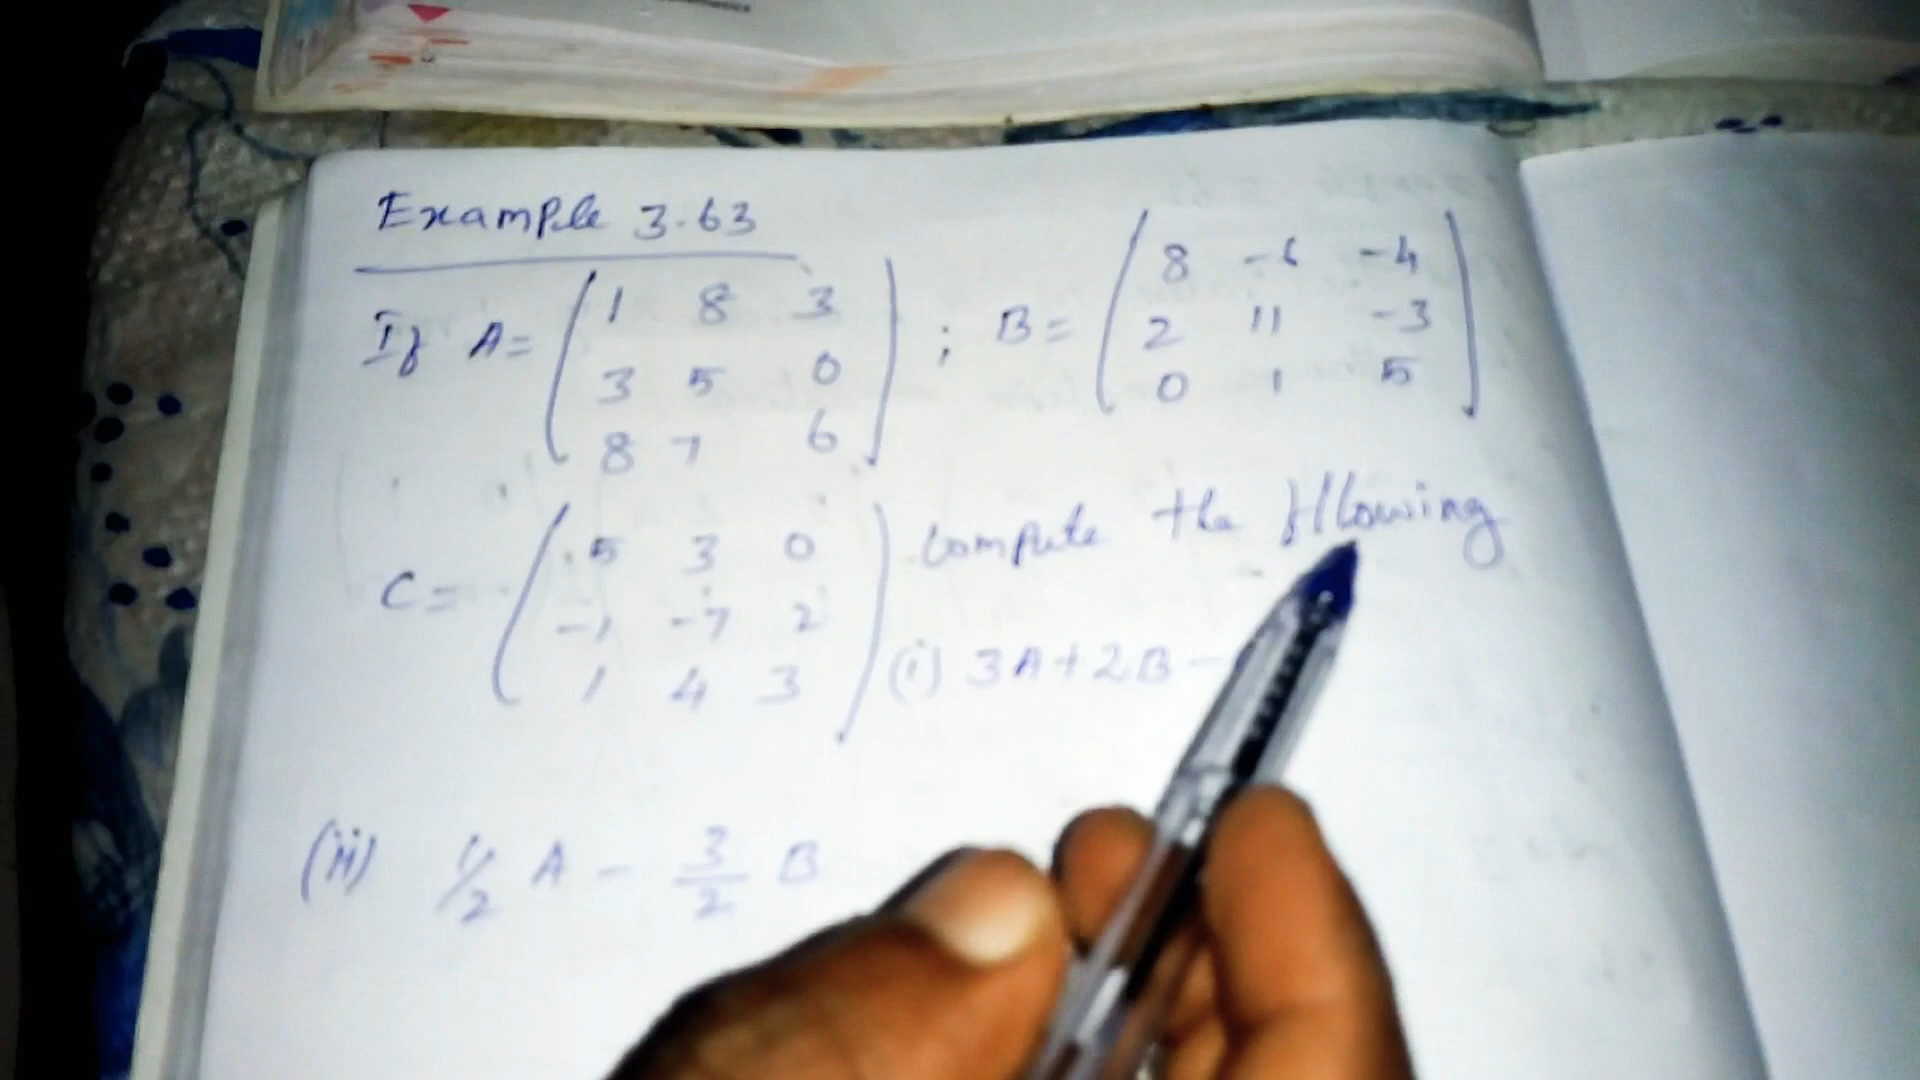 Example 3.63
If A = ( 1 8 3 ; B = ( 8 -6 -4
3 5 0 2 11 -3
8 7 6 ) 0 1 5 )
C = ( 5 3 0 compute the following
-1 -7 2
1 4 3 ) (i) 3A+2B-
(ii) 1/2 A - 3/2 B